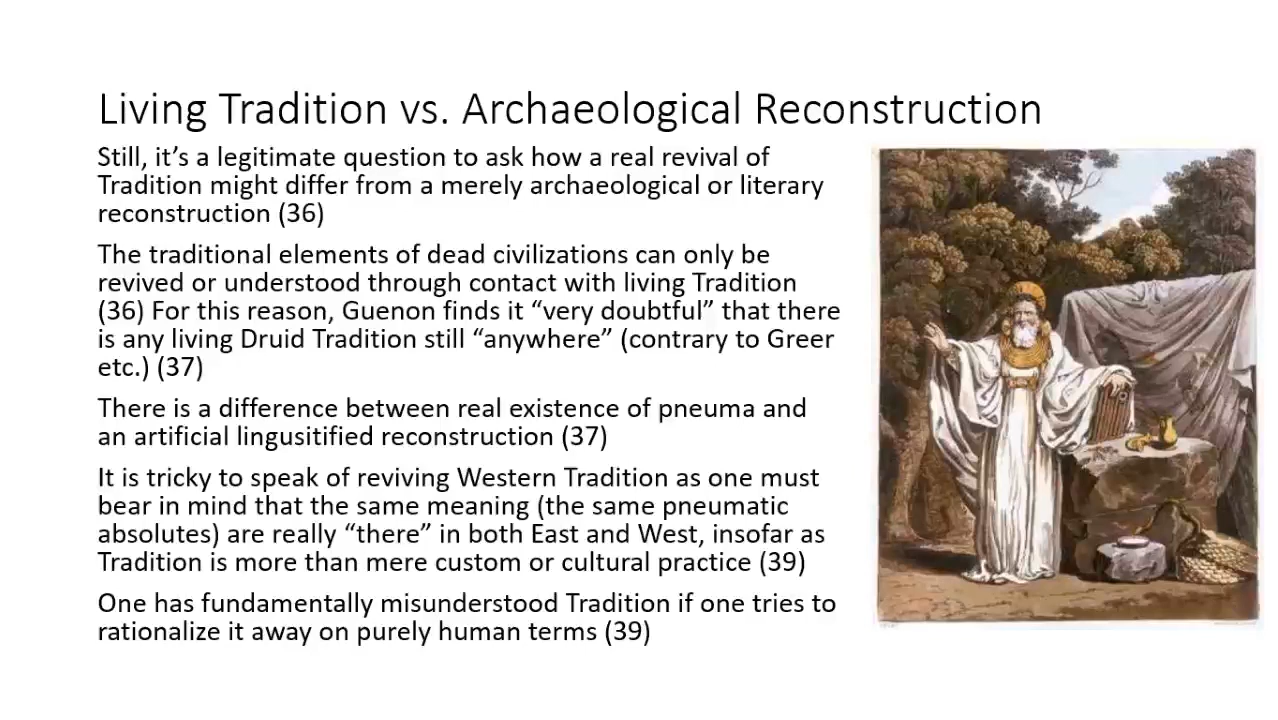 Living Tradition vs. Archaeological Reconstruction
Still, it’s a legitimate question to ask how a real revival of
Tradition might differ from a merely archaeological or literary
reconstruction (36)
The traditional elements of dead civilizations can only be
revived or understood through contact with living Tradition
(36) For this reason, Guenon finds it “very doubtful” that there
is any living Druid Tradition still “anywhere” (contrary to Greer
etc.) (37)
There is a difference between real existence of pneuma and
an artificial lingusitified reconstruction (37)
It is tricky to speak of reviving Western Tradition as one must
bear in mind that the same meaning (the same pneumatic
absolutes) are really “there” in both East and West, insofar as
Tradition is more than mere custom or cultural practice (39)
One has fundamentally misunderstood Tradition if one tries to
rationalize it away on purely human terms (39)